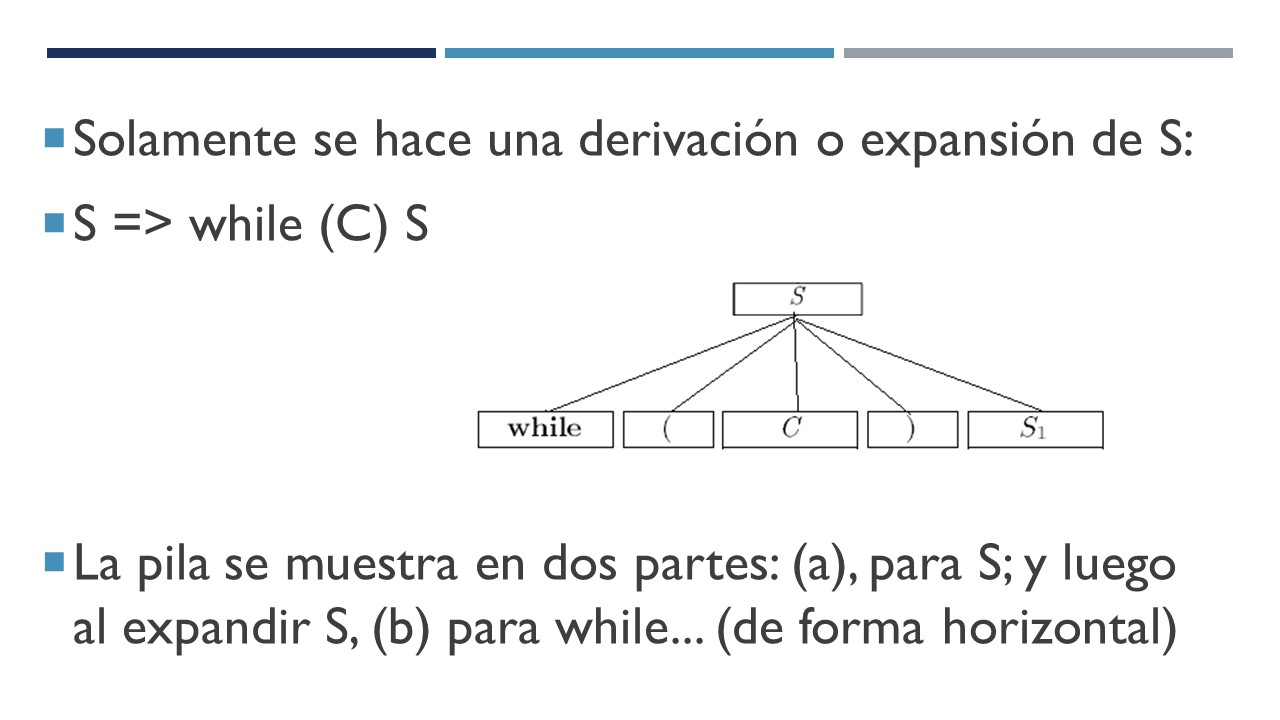 Solamente se hace una derivación o expansión de S:
S => while (C) S
S
while ( C ) S₁
La pila se muestra en dos partes: (a), para S; y luego
al expandir S, (b) para while... (de forma horizontal)